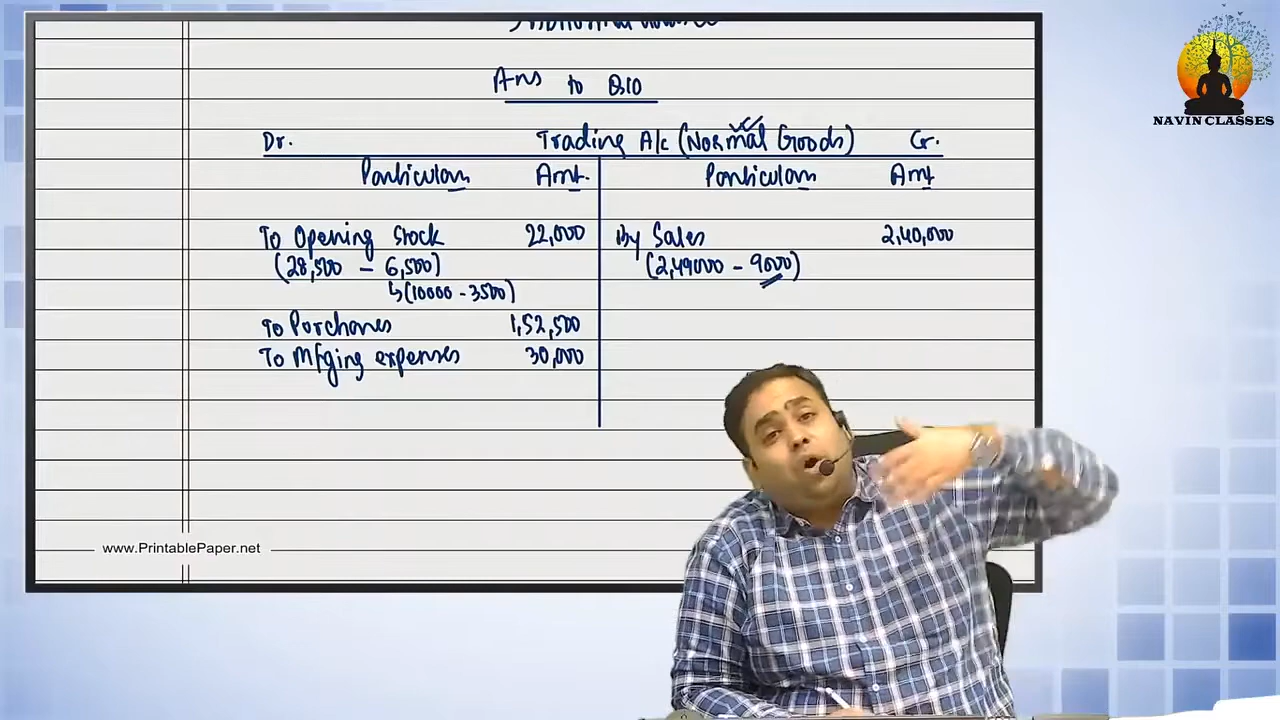 Ans to Q10
Dr. Trading A/c (Normal Goods) Cr.
Particulars Amt. Particulars Amt
To Opening Stock 22,000 By Sales 2,40,000
(28,500 - 6,500) (2,49000 - 9000)
↳(10000 - 3500)
To Purchases 1,52,500
To Mfging expenses 30,000
www.PrintablePaper.net
NAVIN CLASSES